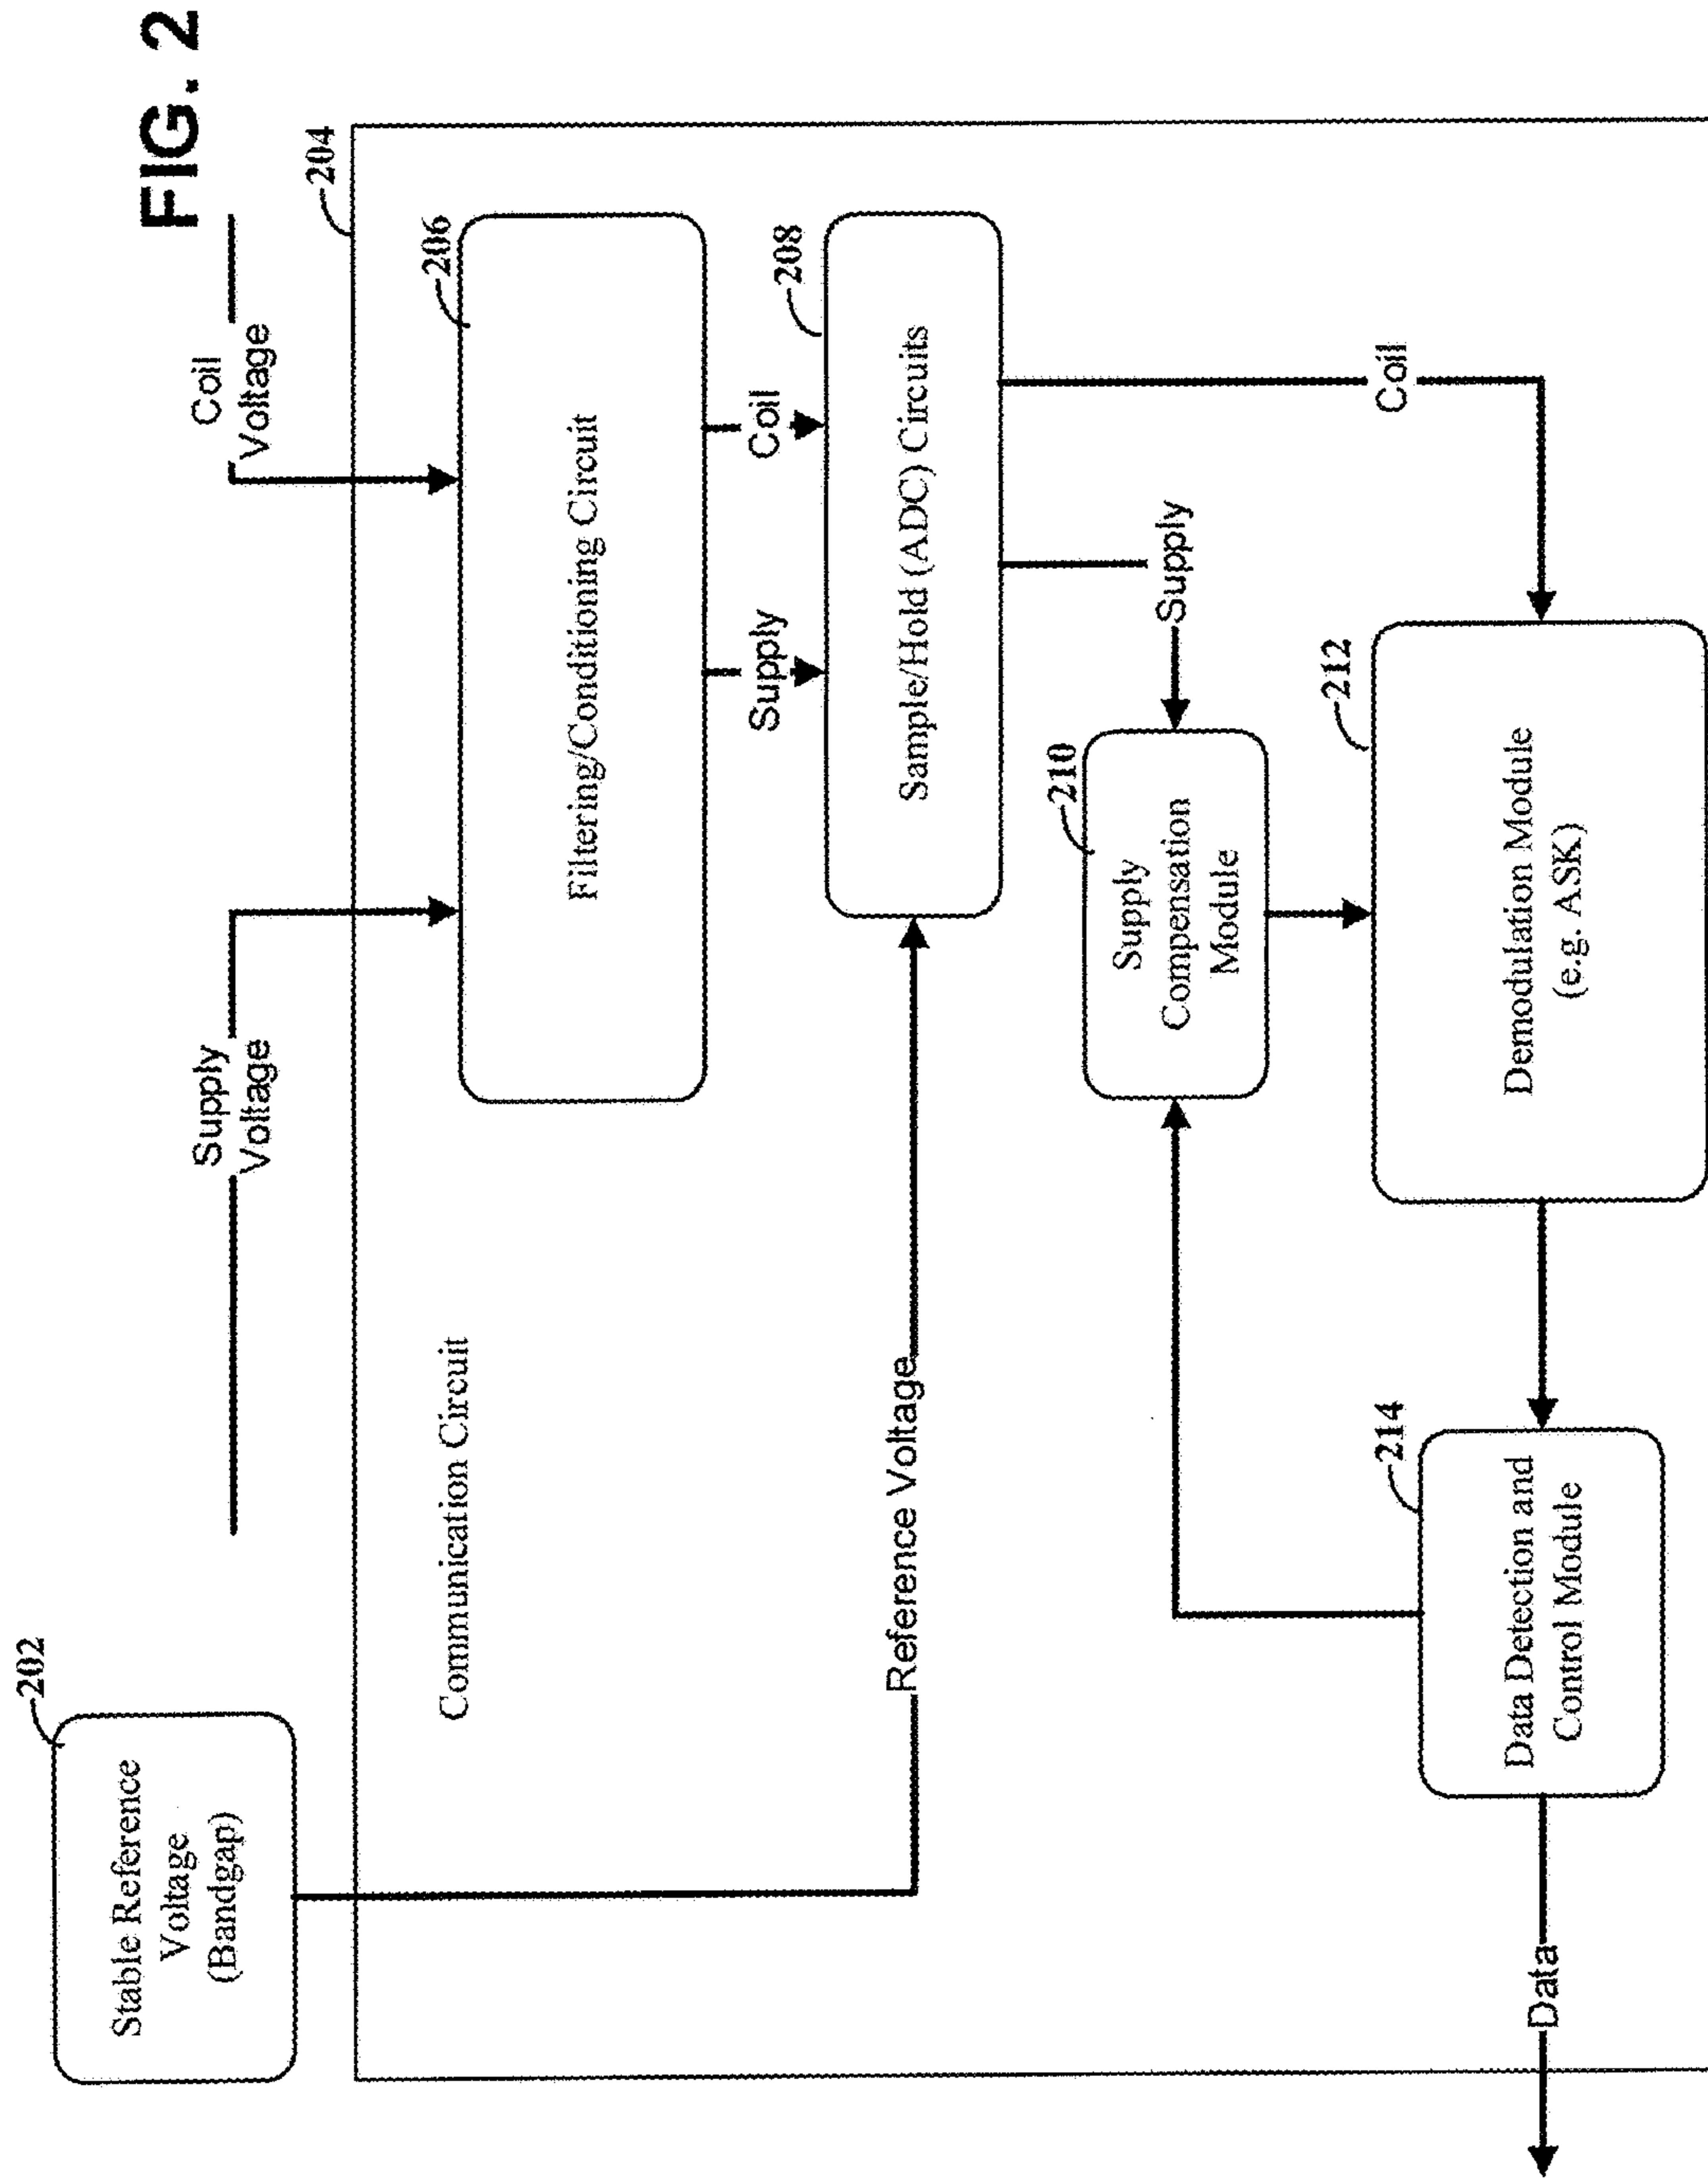 FIG. 2
202
Stable Reference
Voltage
(Bandgap)
Supply
Voltage
Coil
Voltage
204
Communication Circuit
206
Filtering/Conditioning Circuit
Supply
Coil
208
Sample/Hold (ADC) Circuits
Reference Voltage
Supply
Coil
210
Supply
Compensation
Module
212
Demodulation Module
(e.g. ASK)
214
Data Detection and
Control Module
Data